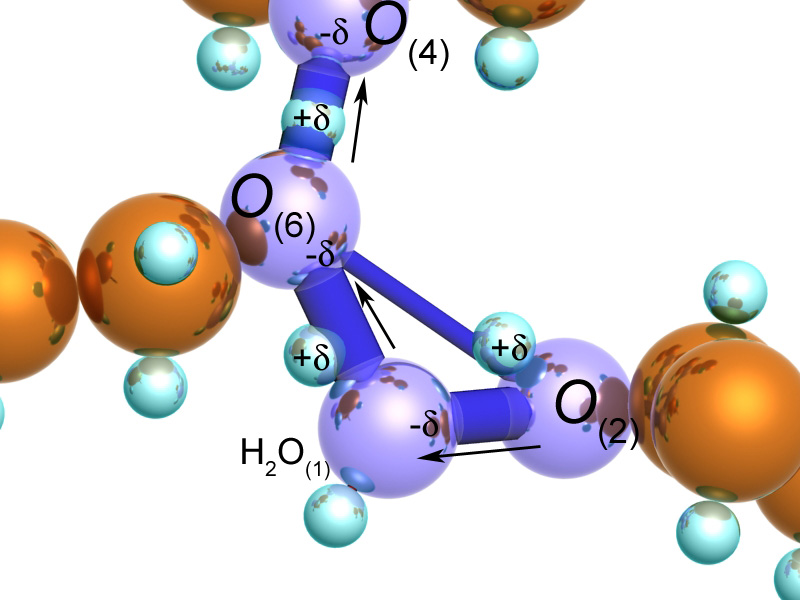 -δ O(4)
+δ
O(6)
-δ
+δ +δ
-δ O(2)
H₂O(1)